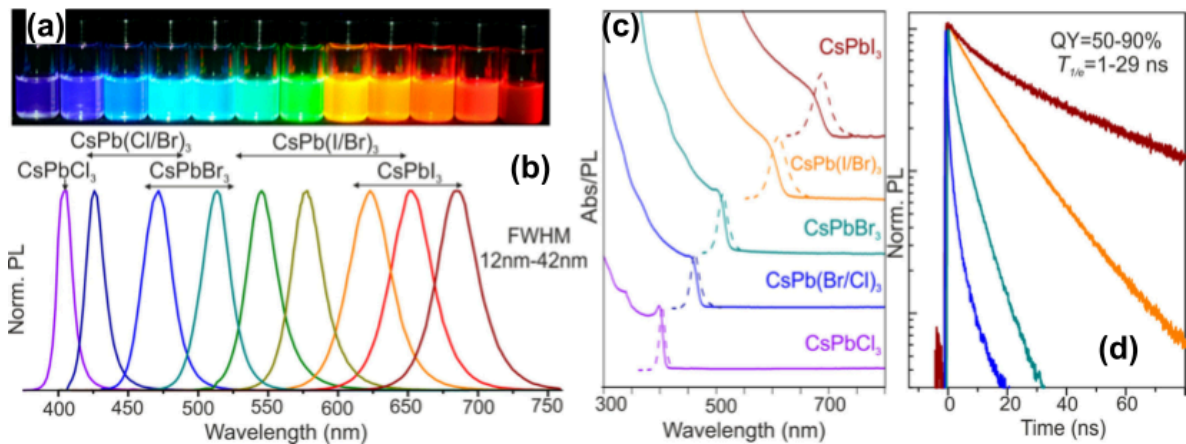 (a)
CsPb(Cl/Br)₃
CsPb(I/Br)₃
(b)
CsPbCl₃
CsPbBr₃
CsPbI₃
FWHM
12nm-42nm
Norm. PL
400 450 500 550 600 650 700 750
Wavelength (nm)
(c)
CsPbI₃
CsPb(I/Br)₃
CsPbBr₃
CsPb(Br/Cl)₃
CsPbCl₃
Abs/PL
300 500 700
Wavelength (nm)
QY=50-90%
T₁/ₑ=1-29 ns
Norm. PL
(d)
0 20 40 60
Time (ns)